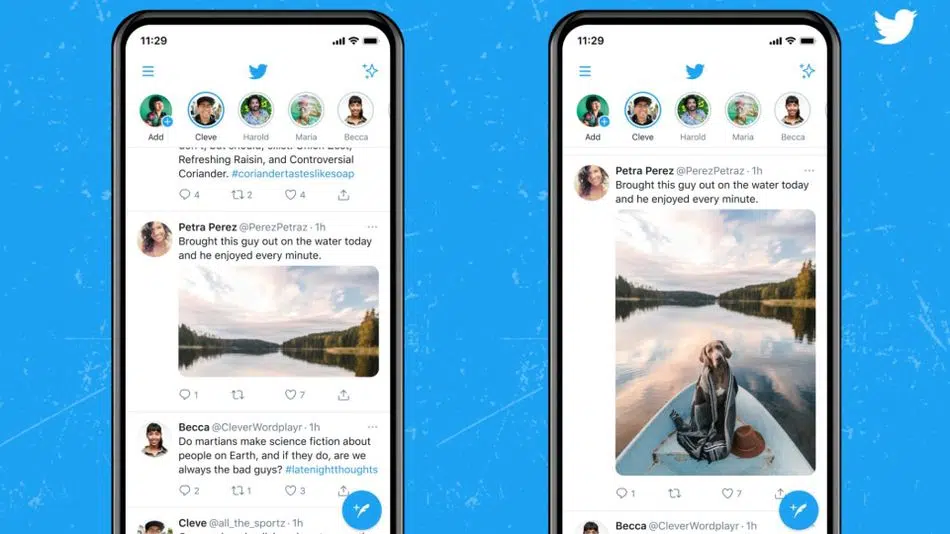 11:29
Add
Cleve
Harold
Maria
Becca
Refreshing Raisin, and Controversial
Coriander. #coriandertasteslikesoap
4
2
4
Petra Perez @PerezPetraz · 1h
Brought this guy out on the water today
and he enjoyed every minute.
1
7
Becca @CleverWordplayr · 1h
Do martians make science fiction about
people on Earth, and if they do, are we
always the bad guys? #latenightthoughts
2
1
3
Cleve @all_the_sportz · 1h
11:29
Add
Cleve
Harold
Maria
Becca
Petra Perez @PerezPetraz · 1h
Brought this guy out on the water today
and he enjoyed every minute.
1
7
Becca @CleverWordplayr · 1h